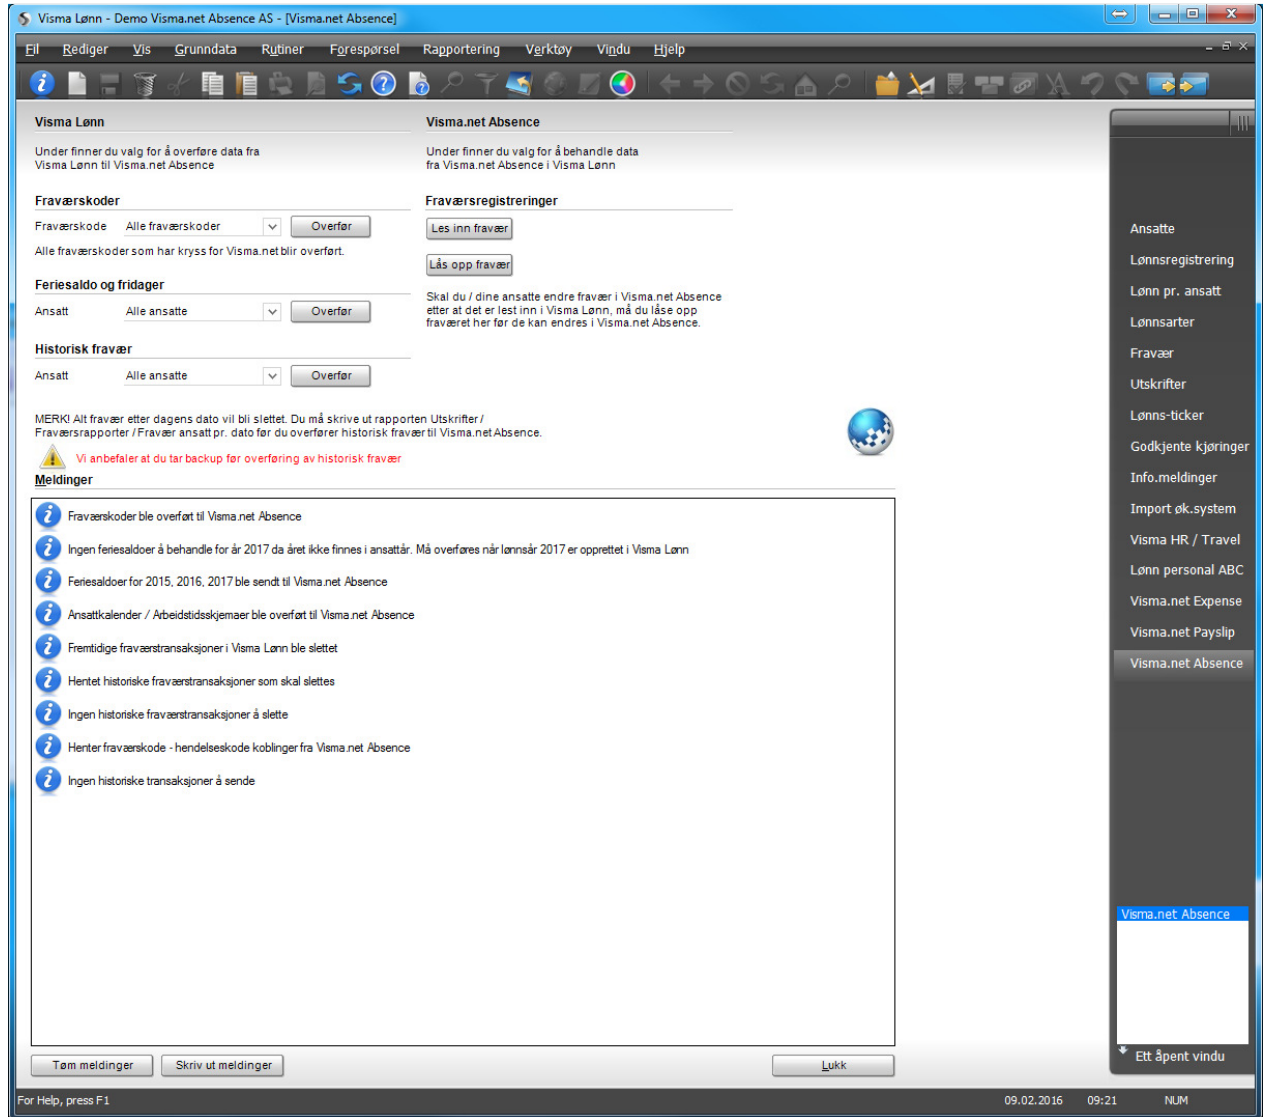 Visma Lønn - Demo Visma.net Absence AS - [Visma.net Absence]
Fil Rediger Vis Grunndata Rutiner Forespørsel Rapportering Verktøy Vindu Hjelp
Visma Lønn
Under finner du valg for å overføre data fra
Visma Lønn til Visma.net Absence
Fraværskoder
Fraværskode Alle fraværskoder Overfør
Alle fraværskoder som har kryss for Visma.net blir overført.
Feriesaldo og fridager
Ansatt Alle ansatte Overfør
Historisk fravær
Ansatt Alle ansatte Overfør
Visma.net Absence
Under finner du valg for å behandle data
fra Visma.net Absence i Visma Lønn
Fraværsregistreringer
Les inn fravær
Lås opp fravær
Skal du / dine ansatte endre fravær i Visma.net Absence
etter at det er lest inn i Visma Lønn, må du låse opp
fraværet her før de kan endres i Visma.net Absence.
MERK! Alt fravær etter dagens dato vil bli slettet. Du må skrive ut rapporten Utskrifter /
Fraværsrapporter / Fravær ansatt pr. dato før du overfører historisk fravær til Visma.net Absence.
Vi anbefaler at du tar backup før overføring av historisk fravær
Meldinger
Fraværskoder ble overført til Visma.net Absence
Ingen feriesaldoer å behandle for år 2017 da året ikke finnes i ansattår. Må overføres når lønnsår 2017 er opprettet i Visma Lønn
Feriesaldoer for 2015, 2016, 2017 ble sendt til Visma.net Absence
Ansattkalender / Arbeidstidsskjemaer ble overført til Visma.net Absence
Fremtidige fraværstransaksjoner i Visma Lønn ble slettet
Hentet historiske fraværstransaksjoner som skal slettes
Ingen historiske fraværstransaksjoner å slette
Henter fraværskode - hendelseskode koblinger fra Visma.net Absence
Ingen historiske transaksjoner å sende
Tøm meldinger Skriv ut meldinger Lukk
Ansatte
Lønnsregistrering
Lønn pr. ansatt
Lønnsarter
Fravær
Utskrifter
Lønns-ticker
Godkjente kjøringer
Info.meldinger
Import øk.system
Visma HR / Travel
Lønn personal ABC
Visma.net Expense
Visma.net Payslip
Visma.net Absence
Visma.net Absence
Ett åpent vindu
For Help, press F1 09.02.2016 09:21 NUM